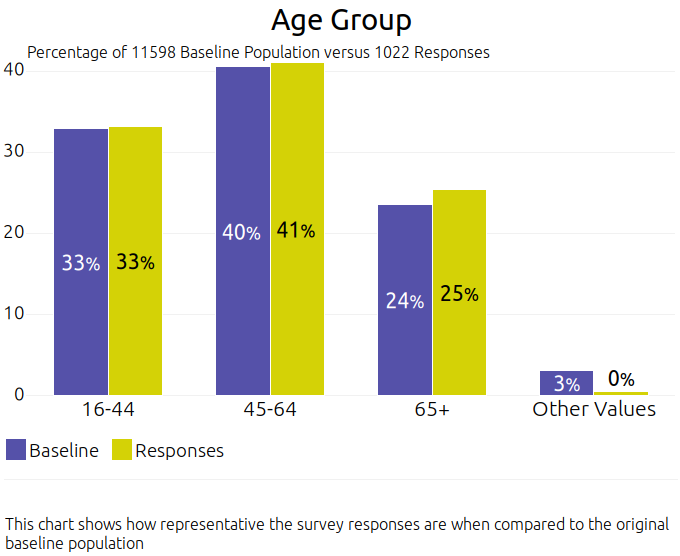 Age Group
Percentage of 11598 Baseline Population versus 1022 Responses
40
30
20
10
0
33% 33%
40% 41%
24% 25%
3% 0%
16-44 45-64 65+ Other Values
Baseline Responses
This chart shows how representative the survey responses are when compared to the original
baseline population